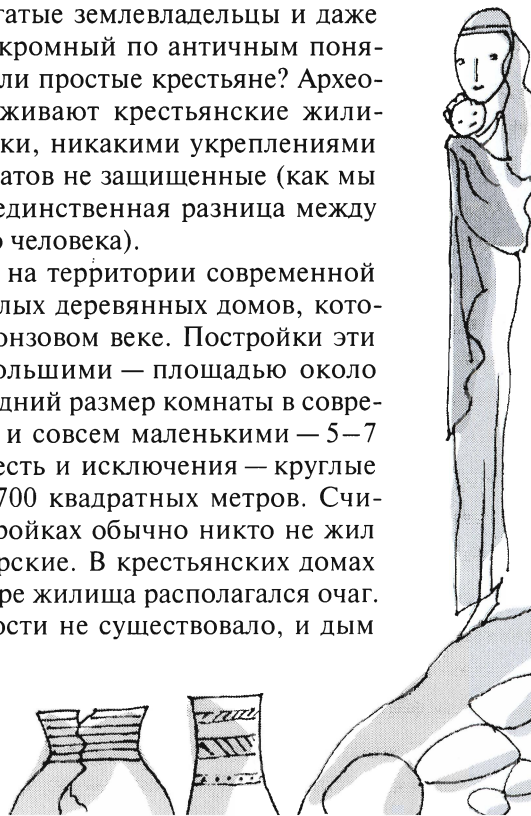 гатые землевладельцы и даже
кромный по античным поня-
ли простые крестьяне? Архео-
живают крестьянские жили-
ки, никакими укреплениями
атов не защищенные (как мы
единственная разница между
о человека).
на территории современной
лых деревянных домов, кото-
онзовом веке. Постройки эти
ольшими — площадью около
дний размер комнаты в совре-
и совсем маленькими — 5–7
есть и исключения — круглые
700 квадратных метров. Счи-
ройках обычно никто не жил
рские. В крестьянских домах
ре жилища располагался очаг.
ости не существовало, и дым